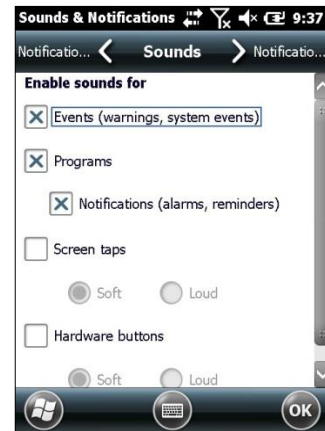 Sounds & Notifications 9:37
Notificatio... Sounds Notificatio...
Enable sounds for
Events (warnings, system events)
Programs
Notifications (alarms, reminders)
Screen taps
Soft Loud
Hardware buttons
Soft Loud
OK